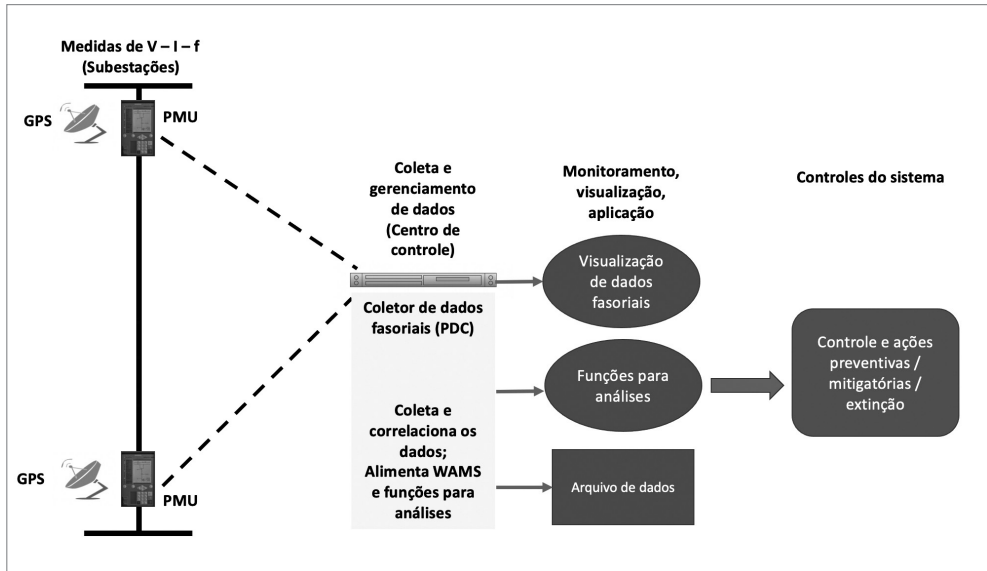 Medidas de V – I – f
(Subestações)
GPS
PMU
Coleta e
gerenciamento
de dados
(Centro de
controle)
Monitoramento,
visualização,
aplicação
Controles do sistema
Visualização
de dados
fasoriais
Coletor de dados
fasoriais (PDC)
Controle e ações
preventivas /
mitigatórias /
extinção
Funções para
análises
Coleta e
correlaciona os
dados;
Alimenta WAMS
e funções para
análises
Arquivo de dados
GPS
PMU